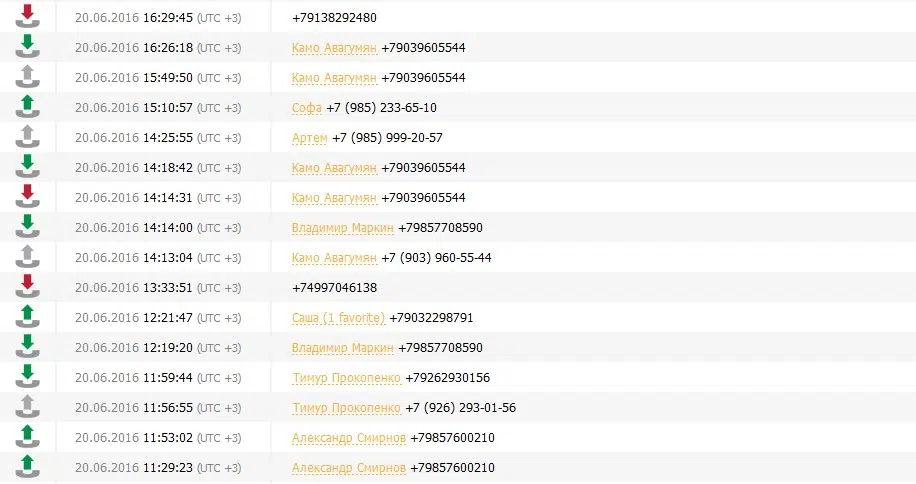 20.06.2016 16:29:45 (UTC +3) +79138292480
20.06.2016 16:26:18 (UTC +3) Камо Авагумян +79039605544
20.06.2016 15:49:50 (UTC +3) Камо Авагумян +79039605544
20.06.2016 15:10:57 (UTC +3) Софа +7 (985) 233-65-10
20.06.2016 14:25:55 (UTC +3) Артем +7 (985) 999-20-57
20.06.2016 14:18:42 (UTC +3) Камо Авагумян +79039605544
20.06.2016 14:14:31 (UTC +3) Камо Авагумян +79039605544
20.06.2016 14:14:00 (UTC +3) Владимир Маркин +79857708590
20.06.2016 14:13:04 (UTC +3) Камо Авагумян +7 (903) 960-55-44
20.06.2016 13:33:51 (UTC +3) +74997046138
20.06.2016 12:21:47 (UTC +3) Саша (1 favorite) +79032298791
20.06.2016 12:19:20 (UTC +3) Владимир Маркин +79857708590
20.06.2016 11:59:44 (UTC +3) Тимур Прокопенко +79262930156
20.06.2016 11:56:55 (UTC +3) Тимур Прокопенко +7 (926) 293-01-56
20.06.2016 11:53:02 (UTC +3) Александр Смирнов +79857600210
20.06.2016 11:29:23 (UTC +3) Александр Смирнов +79857600210